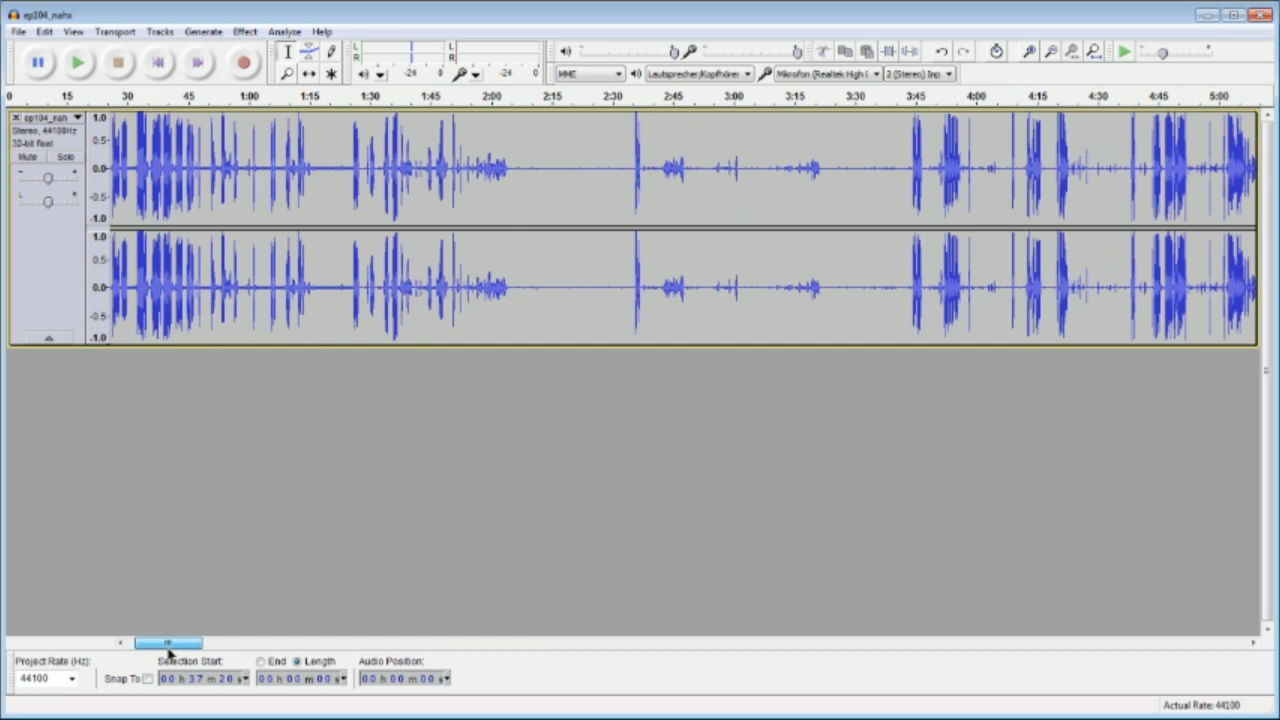 ep104_nahx
File Edit View Transport Tracks Generate Effect Analyze Help
L R -24 0 L R -24 0
MME Lautsprecher/Kopfhörer Mikrofon (Realtek High I 2 (Stereo) Inp
0 15 30 45 1:00 1:15 1:30 1:45 2:00 2:15 2:30 2:45 3:00 3:15 3:30 3:45 4:00 4:15 4:30 4:45 5:00
ep104_nah
Stereo, 44100Hz
32-bit float
Mute Solo
- +
L R
1.0
0.5-
0.0-
-0.5-
-1.0
1.0
0.5-
0.0-
-0.5-
-1.0
Project Rate (Hz): Selection Start: End Length Audio Position:
44100 Snap To 00 h 37 m 20 s 00 h 00 m 00 s 00 h 00 m 00 s
Actual Rate: 44100